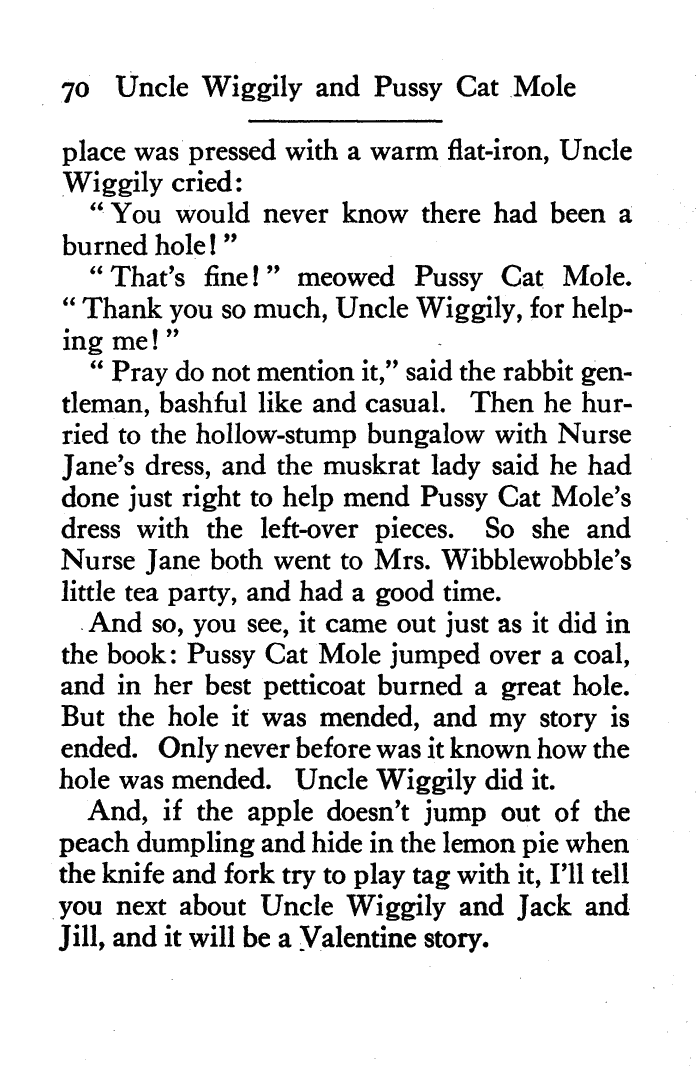 70 Uncle Wiggily and Pussy Cat Mole
place was pressed with a warm flat-iron, Uncle
Wiggily cried:
“ You would never know there had been a
burned hole! ”
“ That’s fine! ” meowed Pussy Cat Mole.
“ Thank you so much, Uncle Wiggily, for help-
ing me! ”
“ Pray do not mention it,” said the rabbit gen-
tleman, bashful like and casual. Then he hur-
ried to the hollow-stump bungalow with Nurse
Jane’s dress, and the muskrat lady said he had
done just right to help mend Pussy Cat Mole’s
dress with the left-over pieces. So she and
Nurse Jane both went to Mrs. Wibblewobble’s
little tea party, and had a good time.
And so, you see, it came out just as it did in
the book: Pussy Cat Mole jumped over a coal,
and in her best petticoat burned a great hole.
But the hole it was mended, and my story is
ended. Only never before was it known how the
hole was mended. Uncle Wiggily did it.
And, if the apple doesn’t jump out of the
peach dumpling and hide in the lemon pie when
the knife and fork try to play tag with it, I’ll tell
you next about Uncle Wiggily and Jack and
Jill, and it will be a Valentine story.